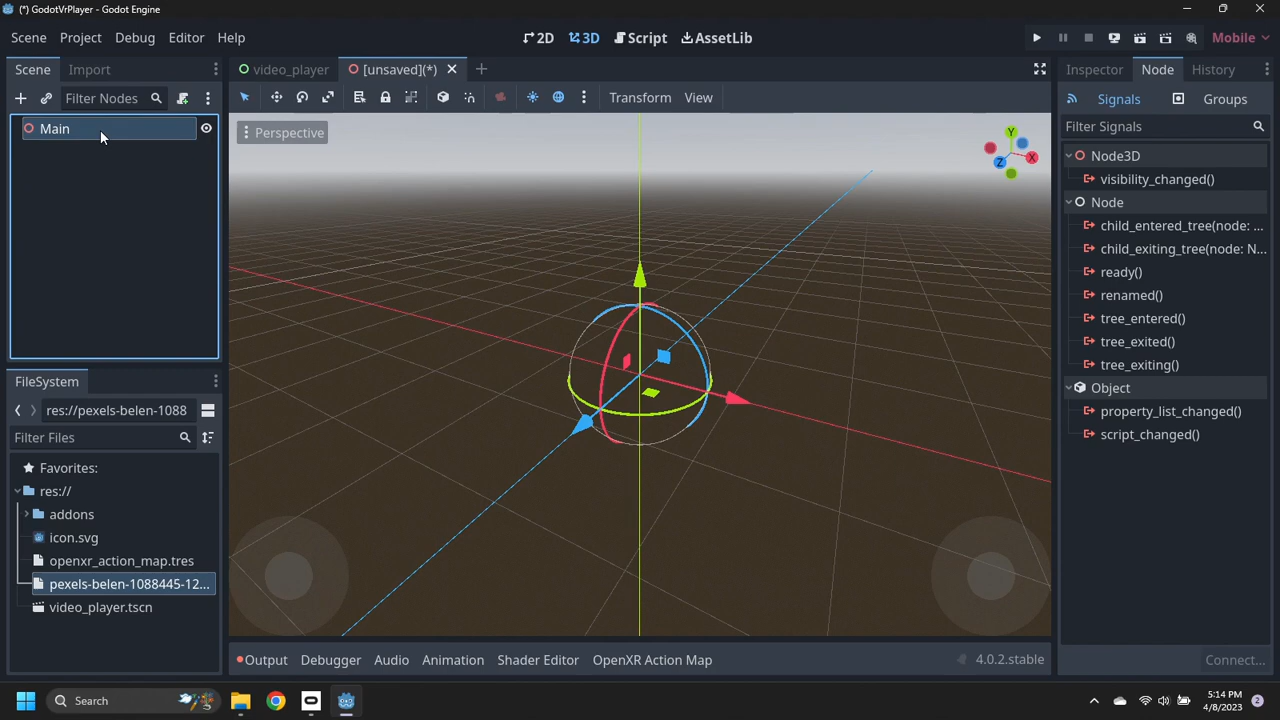 (*) GodotVrPlayer - Godot Engine
Scene Project Debug Editor Help
2D 3D Script AssetLib
Mobile
Scene Import
Filter Nodes
Main
video_player [unsaved](*)
Transform View
Perspective
Y
X
Z
Inspector Node History
Signals Groups
Filter Signals
Node3D
visibility_changed()
Node
child_entered_tree(node: ...
child_exiting_tree(node: N...
ready()
renamed()
tree_entered()
tree_exited()
tree_exiting()
Object
property_list_changed()
script_changed()
Connect...
FileSystem
res://pexels-belen-1088
Filter Files
Favorites:
res://
addons
icon.svg
openxr_action_map.tres
pexels-belen-1088445-12...
video_player.tscn
Output Debugger Audio Animation Shader Editor OpenXR Action Map
4.0.2.stable
Search
5:14 PM
4/8/2023
2